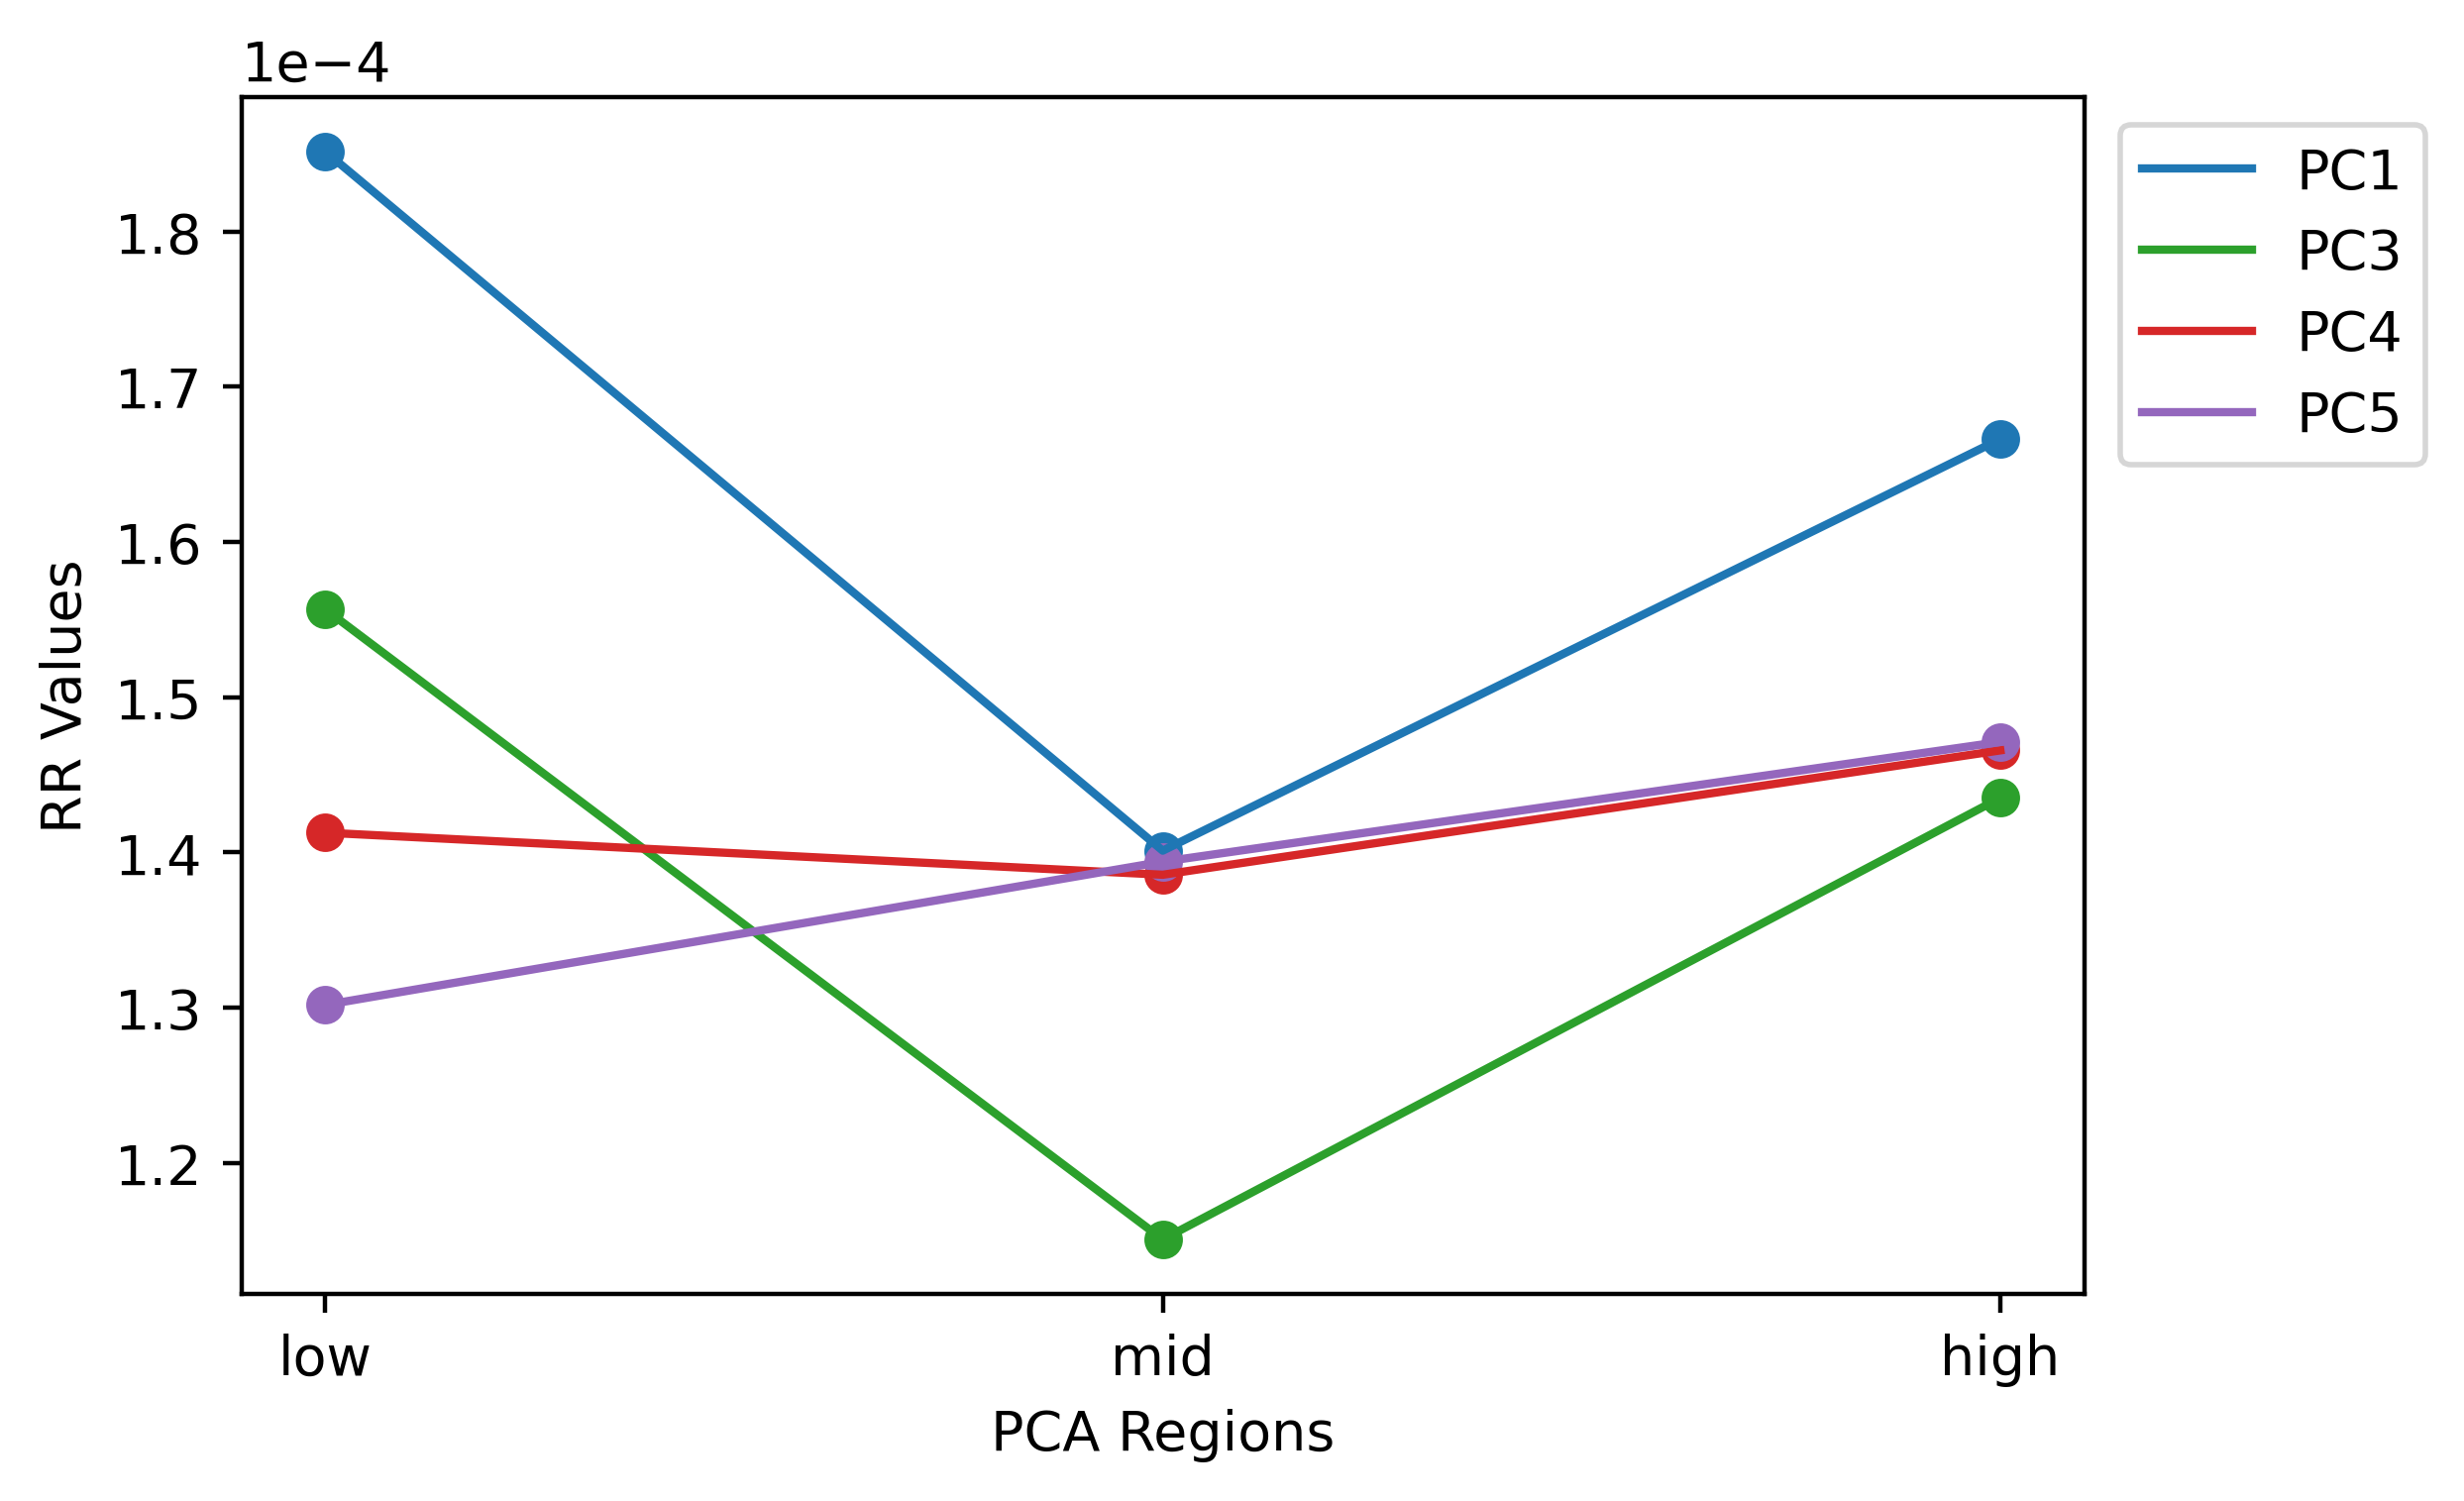 1e−4
1.8
1.7
1.6
1.5
1.4
1.3
1.2
RR Values
low
mid
high
PCA Regions
PC1
PC3
PC4
PC5